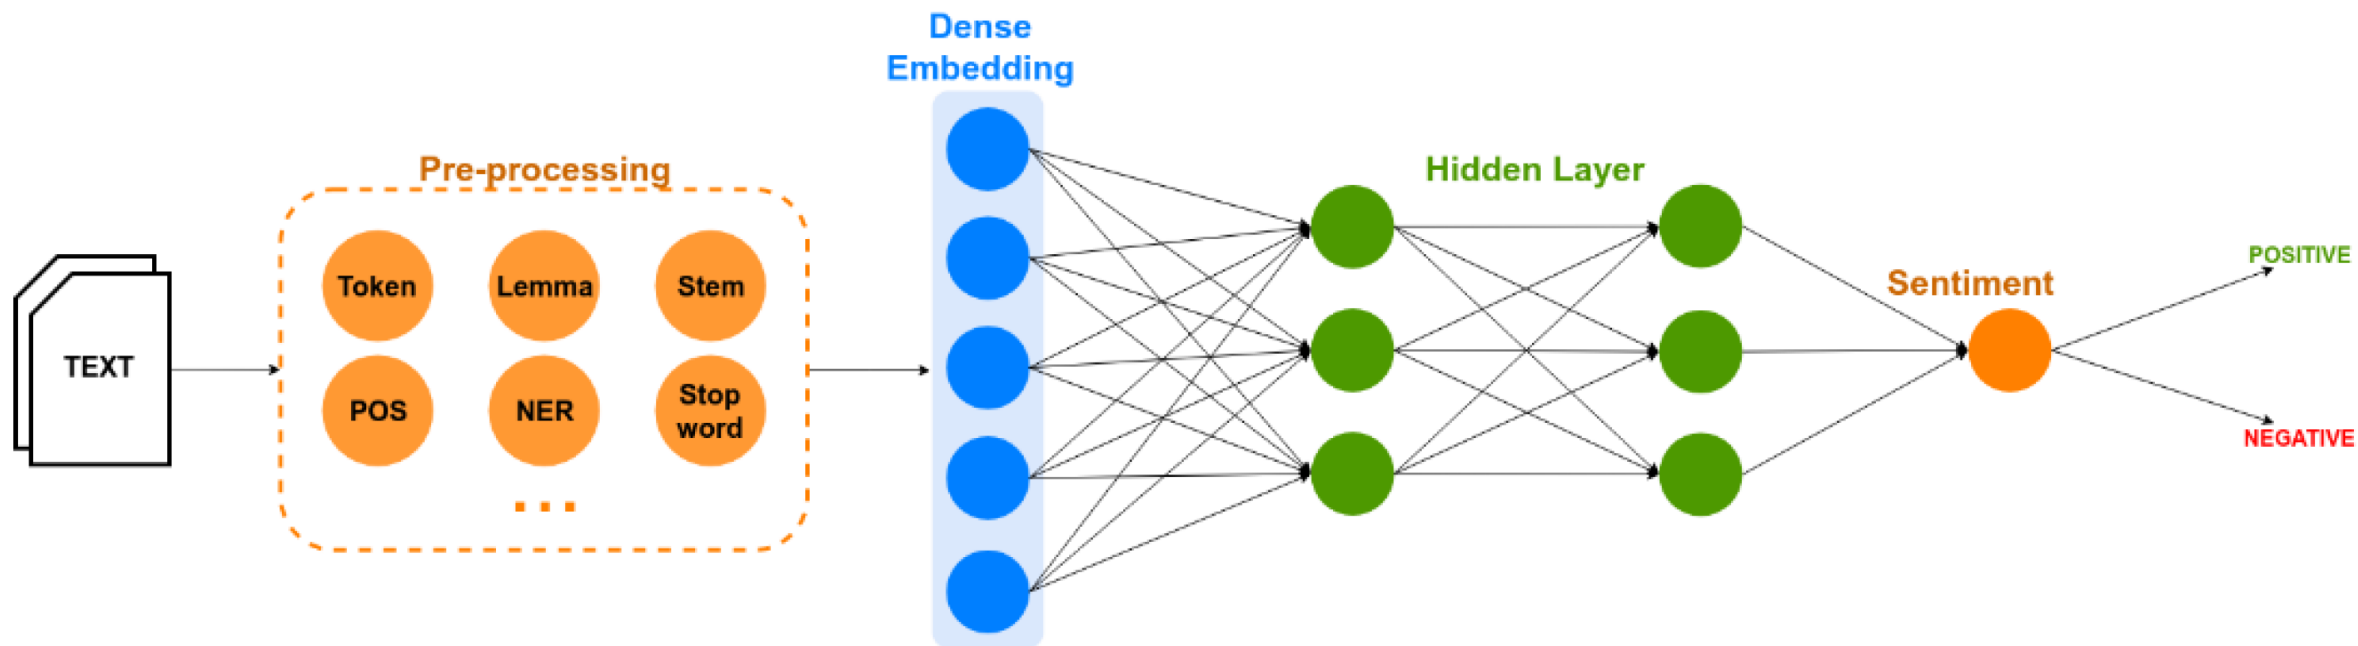 Dense
Embedding
Pre-processing
Hidden Layer
Token
Lemma
Stem
POSITIVE
Sentiment
TEXT
POS
NER
Stop
word
NEGATIVE
...